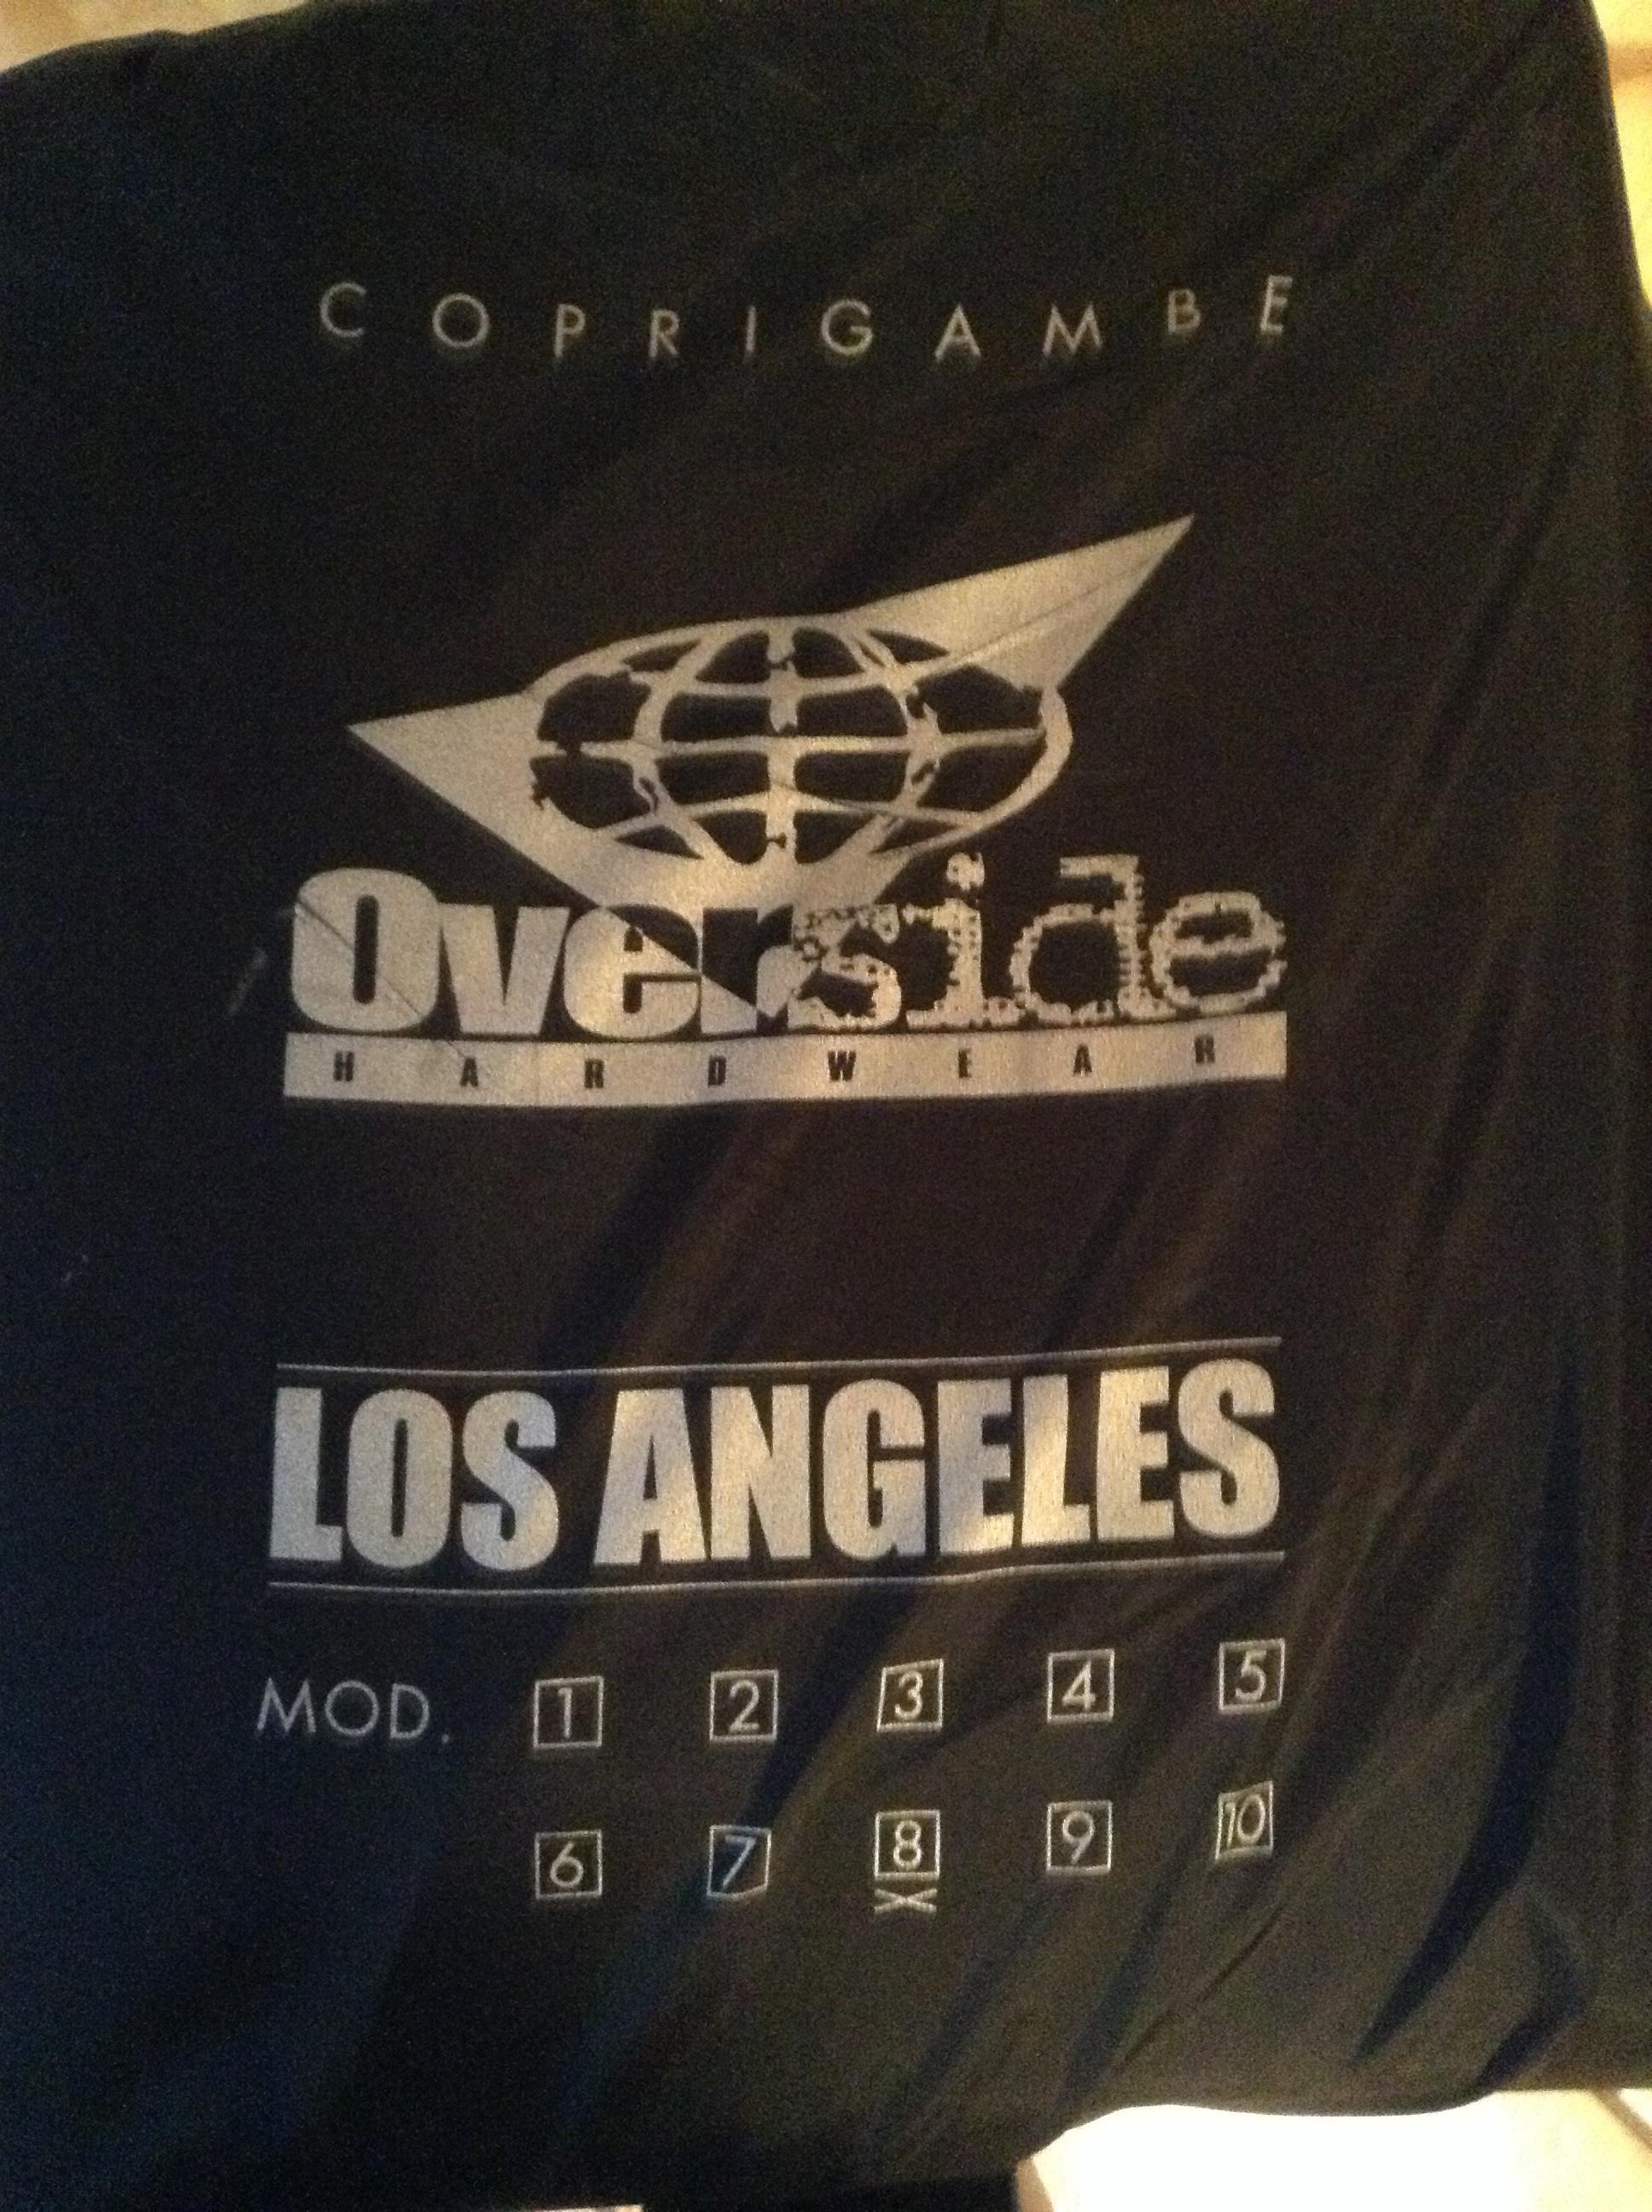 COPRIGAMBE
Overside
HARDWEAR
LOS ANGELES
MOD. 1 2 3 4 5
6 7 8 9 10
X